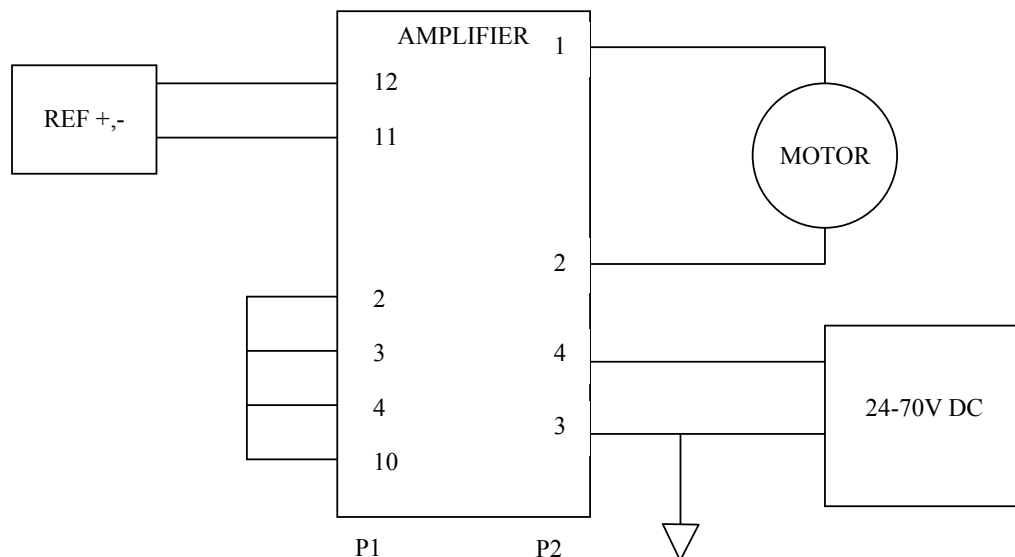 AMPLIFIER
1
12
REF +,-
11
MOTOR
2
2
3
4
4
24-70V DC
3
10
P1
P2